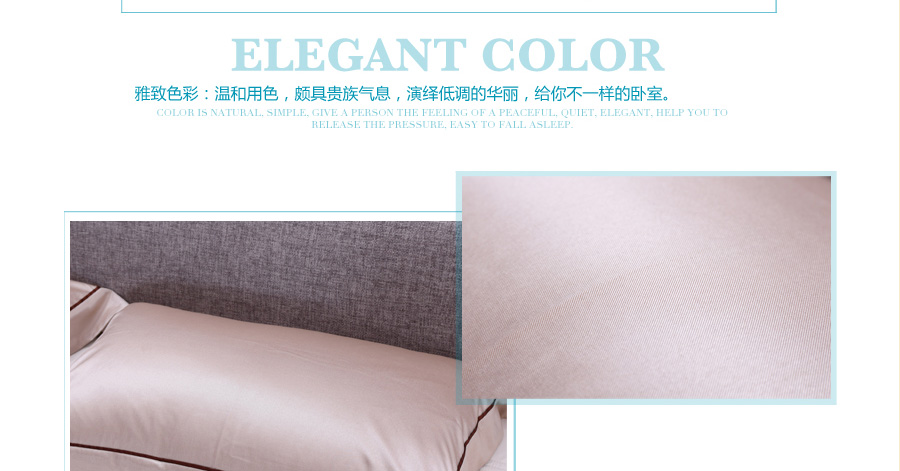 ELEGANT COLOR
雅致色彩：温和用色，颇具贵族气息，演绎低调的华丽，给你不一样的卧室。
COLOR IS NATURAL, SIMPLE, GIVE A PERSON THE FEELING OF A PEACEFUL, QUIET, ELEGANT, HELP YOU TO
RELEASE THE PRESSURE, EASY TO FALL ASLEEP.